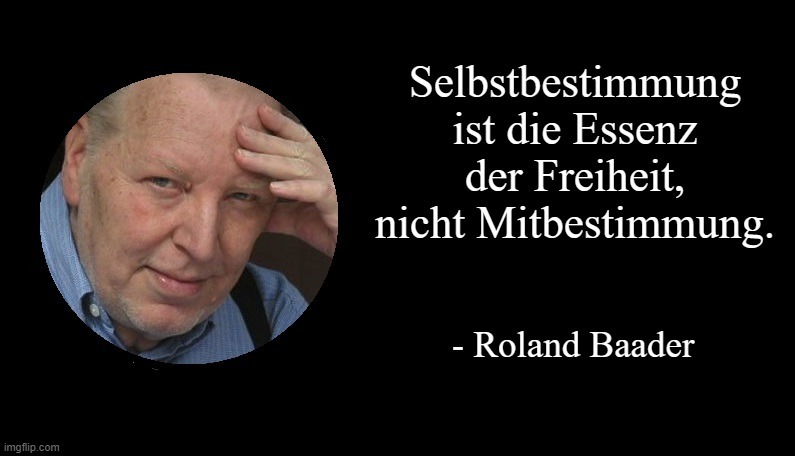 Selbstbestimmung
ist die Essenz
der Freiheit,
nicht Mitbestimmung.
- Roland Baader
imgflip.com